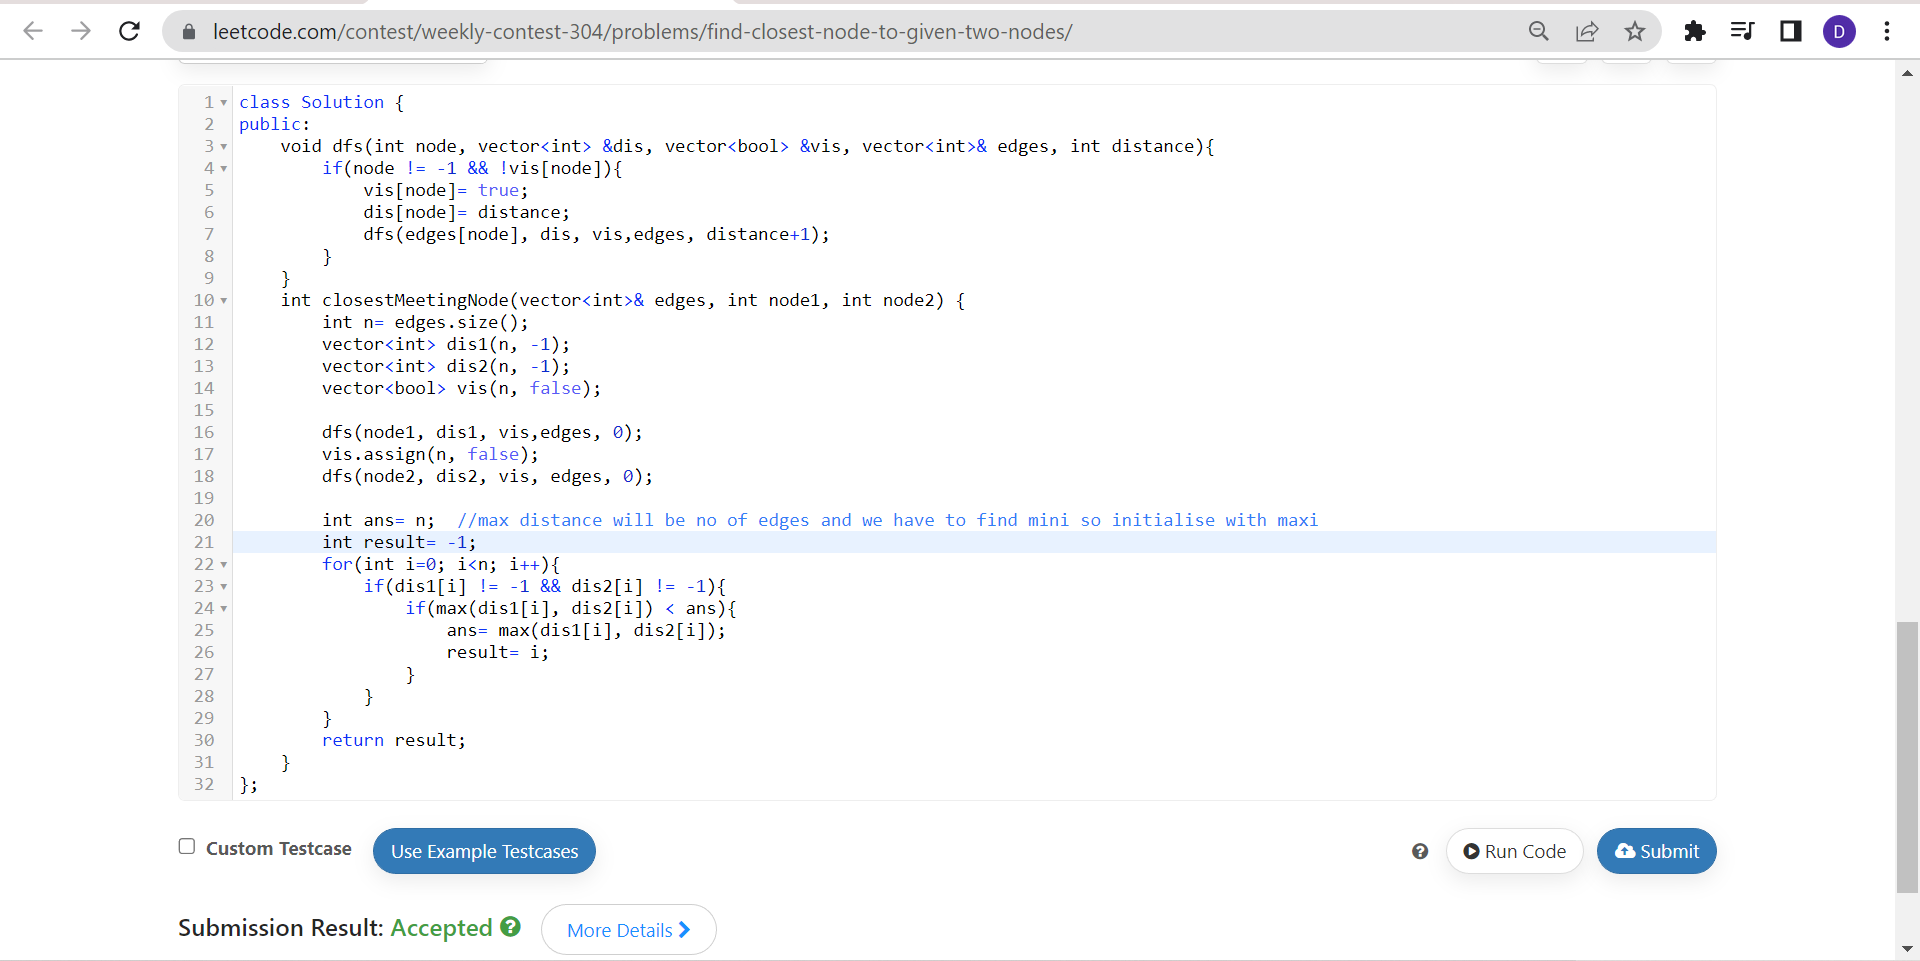 leetcode.com/contest/weekly-contest-304/problems/find-closest-node-to-given-two-nodes/
D
1 class Solution {
2 public:
3     void dfs(int node, vector<int> &dis, vector<bool> &vis, vector<int>& edges, int distance){
4         if(node != -1 && !vis[node]){
5             vis[node]= true;
6             dis[node]= distance;
7             dfs(edges[node], dis, vis,edges, distance+1);
8         }
9     }
10     int closestMeetingNode(vector<int>& edges, int node1, int node2) {
11         int n= edges.size();
12         vector<int> dis1(n, -1);
13         vector<int> dis2(n, -1);
14         vector<bool> vis(n, false);
15
16         dfs(node1, dis1, vis,edges, 0);
17         vis.assign(n, false);
18         dfs(node2, dis2, vis, edges, 0);
19
20         int ans= n;  //max distance will be no of edges and we have to find mini so initialise with maxi
21         int result= -1;
22         for(int i=0; i<n; i++){
23             if(dis1[i] != -1 && dis2[i] != -1){
24                 if(max(dis1[i], dis2[i]) < ans){
25                     ans= max(dis1[i], dis2[i]);
26                     result= i;
27                 }
28             }
29         }
30         return result;
31     }
32 };
Custom Testcase Use Example Testcases ? Run Code Submit
Submission Result: Accepted ? More Details